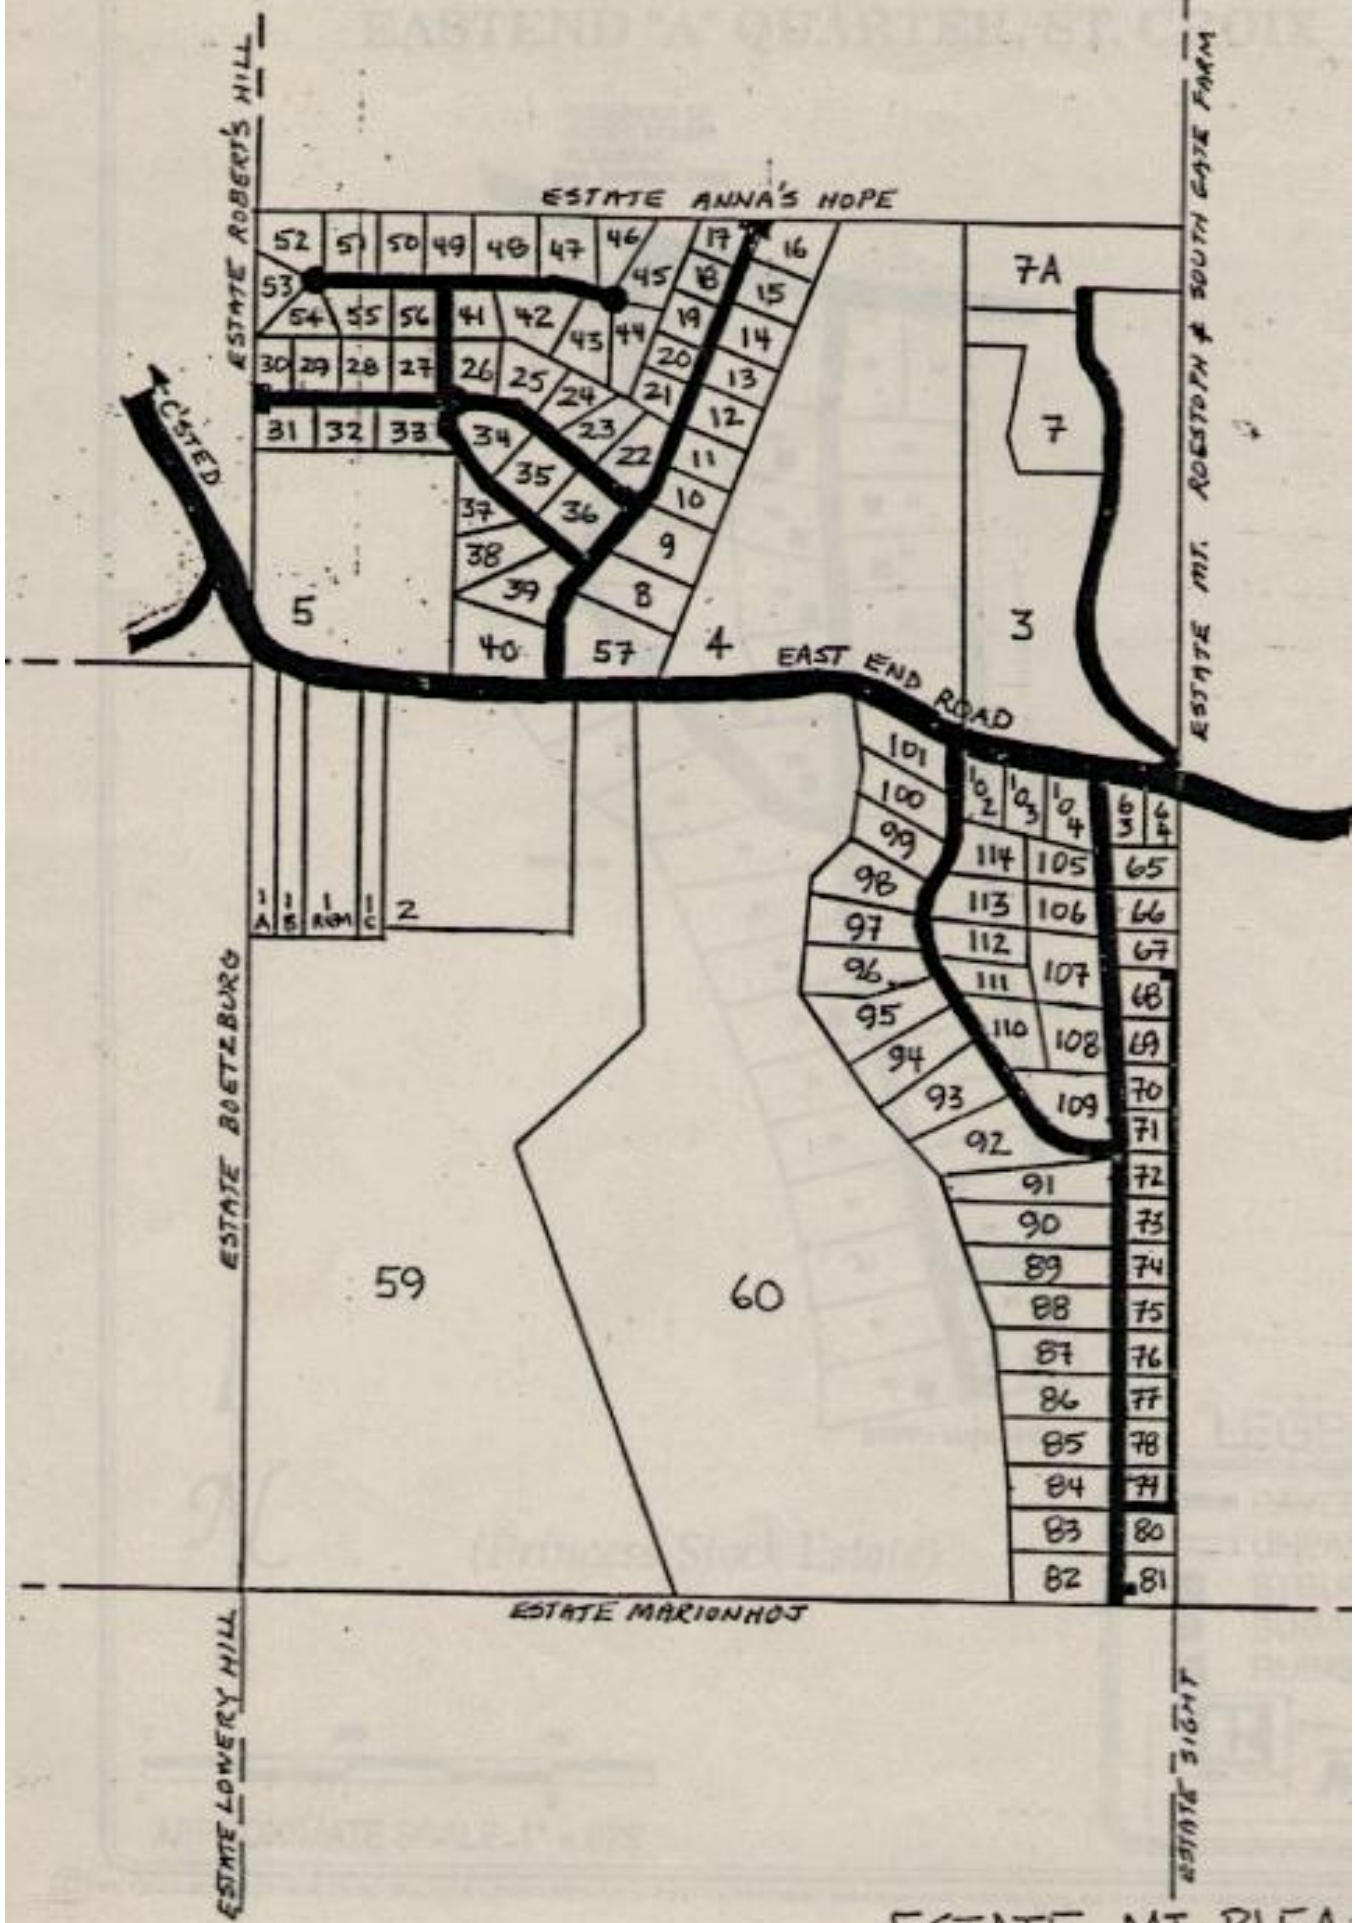 EASTEND "A" QUARTER, ST. CROIX
ESTATE ROBERT'S HILL
ESTATE MT. ROESTOPH & SOUTH GATE FARM
ESTATE ANNA'S HOPE
52 51 50 49 48 47 46 17 16
53 45 18 15 7A
54 55 56 41 42 43 44 19 14
30 29 28 27 26 25 20 13
24 21 12 7
31 32 33 34 23 22 11
C'STED
35 10
37 36 9
38 39 8
5 3
40 57 4
EAST END ROAD
101
100 102 103 104 63 64
99 114 105 65
98 113 106 66
1A 1B 1 REM 1C 2
97 112 67
96 111 107 68
95 110 108 69
94 70
93 109 71
92 72
91
90 73
ESTATE BOETZBURG
59 60
89 74
88 75
87 76
86 77
85 78
84 79
83 80
82 81
(Princess Stock Estate)
LEGE
N
ESTATE MARIONHOJ
ESTATE LOWERY HILL
ESTATE SIGHT